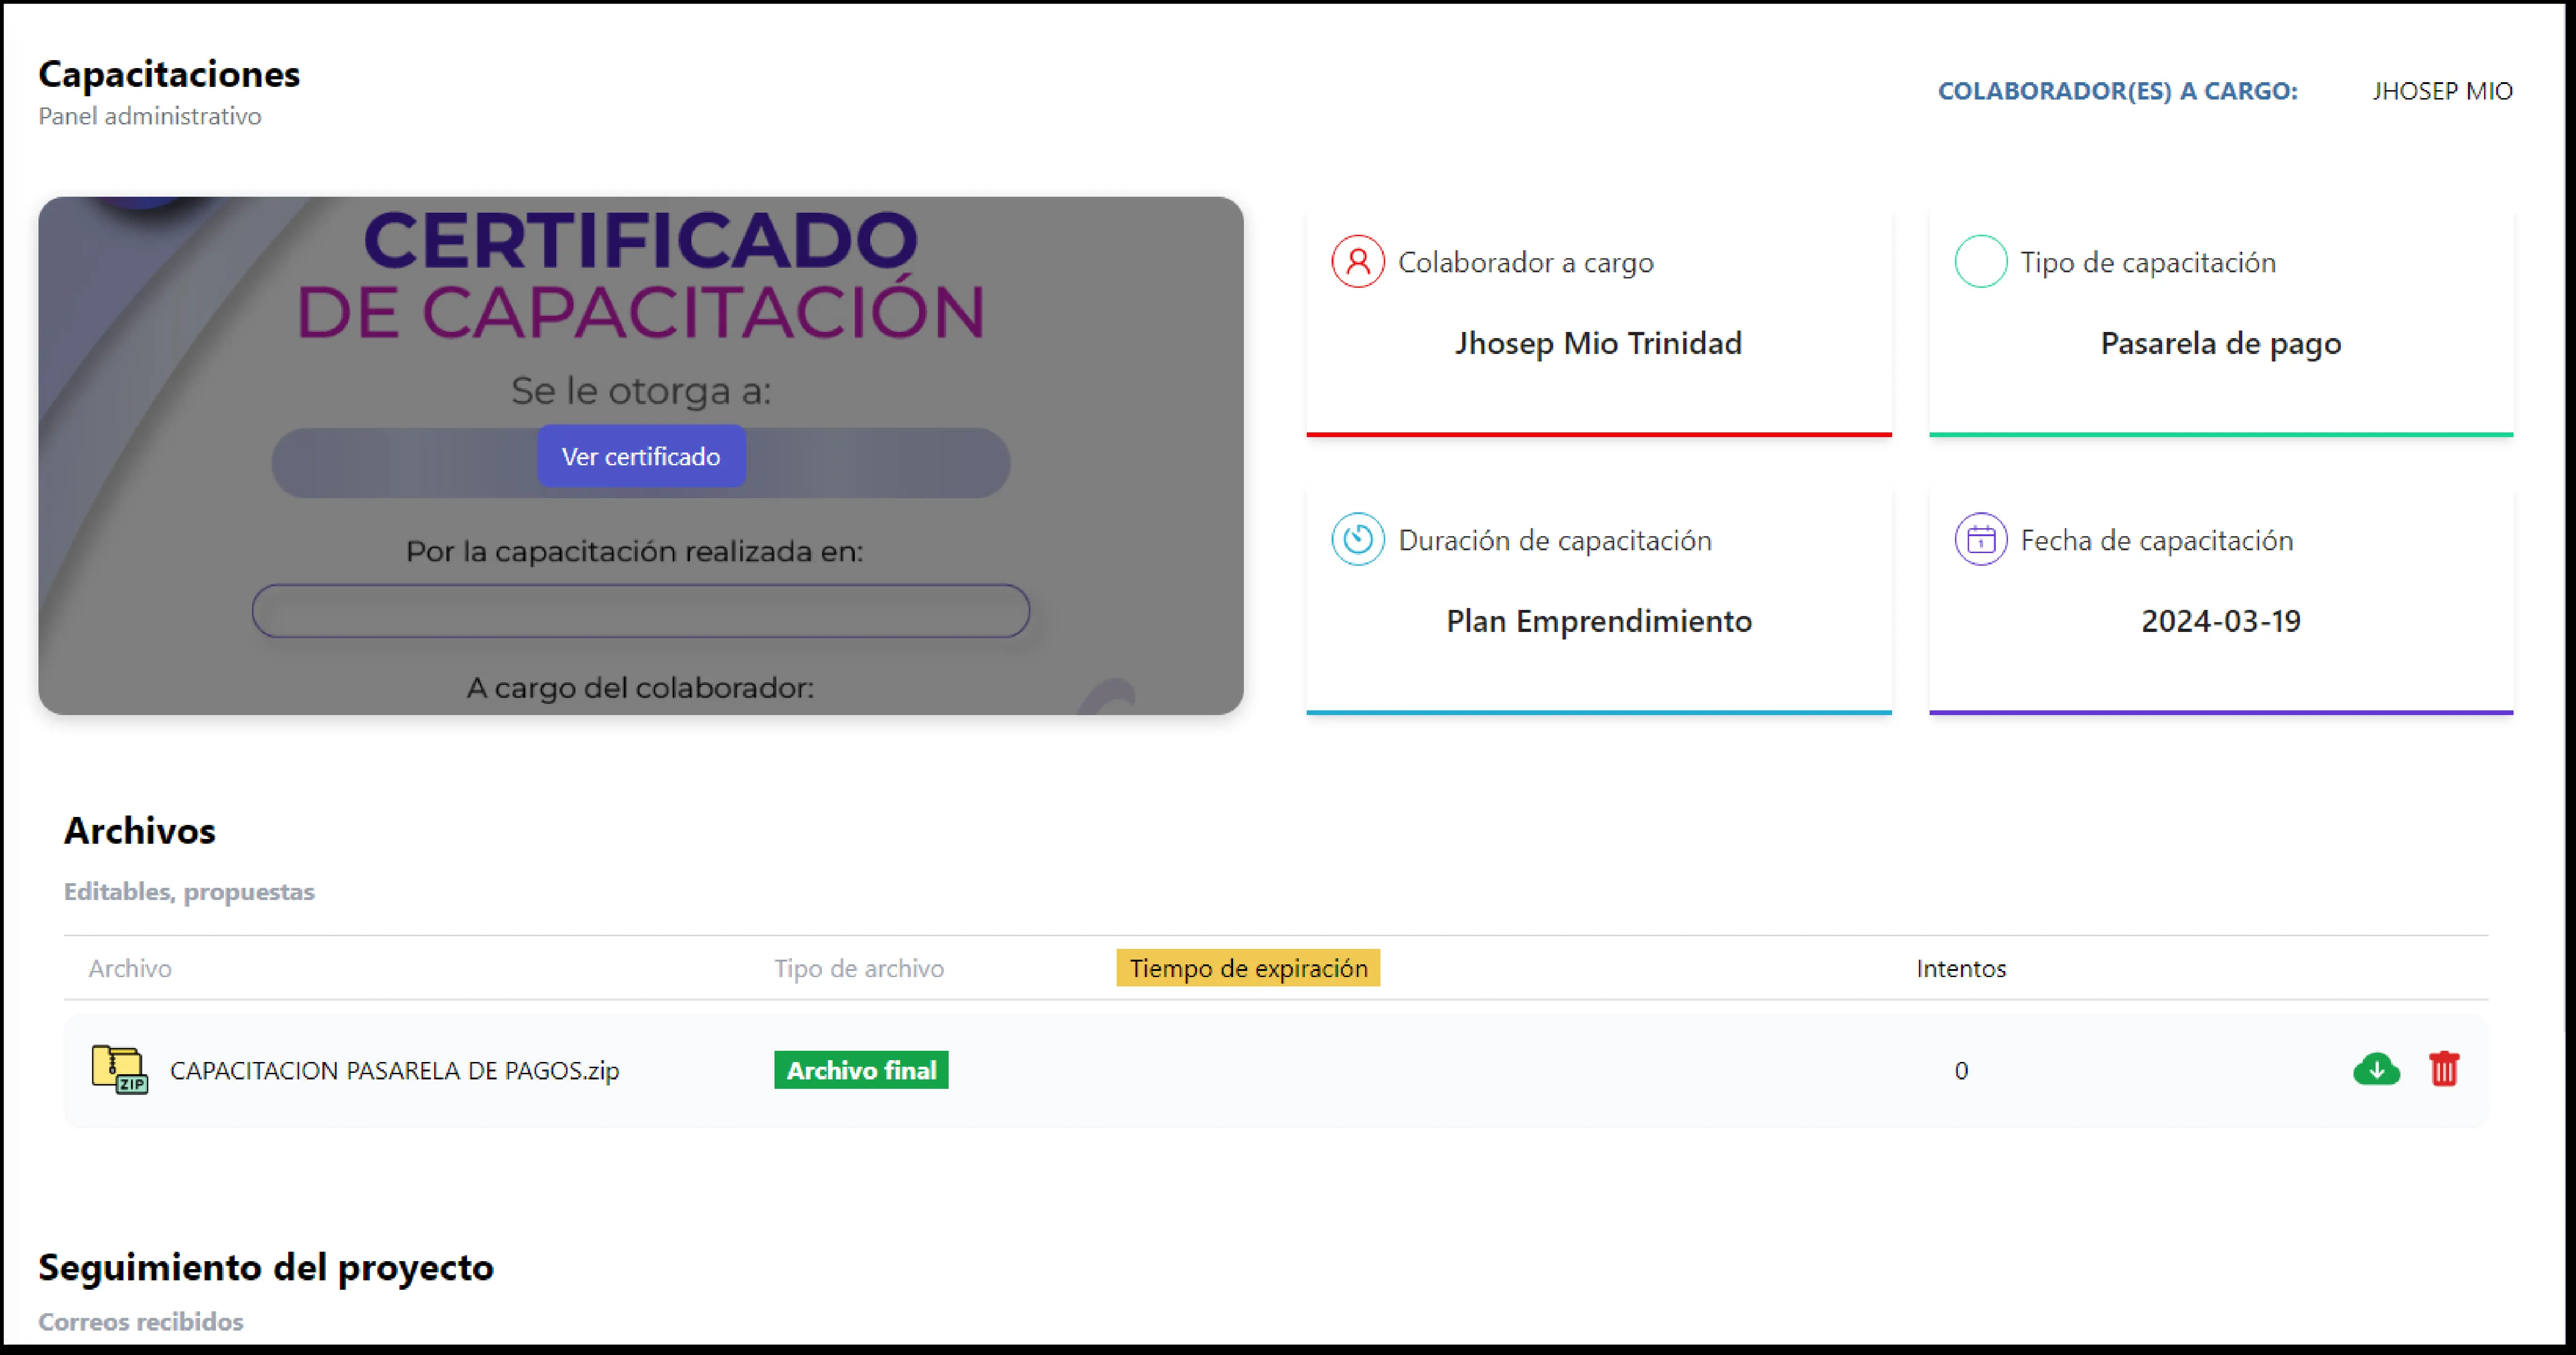 Capacitaciones
Panel administrativo
COLABORADOR(ES) A CARGO: JHOSEP MIO
CERTIFICADO
DE CAPACITACIÓN
Se le otorga a:
Ver certificado
Por la capacitación realizada en:
A cargo del colaborador:
Colaborador a cargo
Jhosep Mio Trinidad
Tipo de capacitación
Pasarela de pago
Duración de capacitación
Plan Emprendimiento
Fecha de capacitación
2024-03-19
Archivos
Editables, propuestas
Archivo Tipo de archivo Tiempo de expiración Intentos
ZIP CAPACITACION PASARELA DE PAGOS.zip Archivo final 0
Seguimiento del proyecto
Correos recibidos